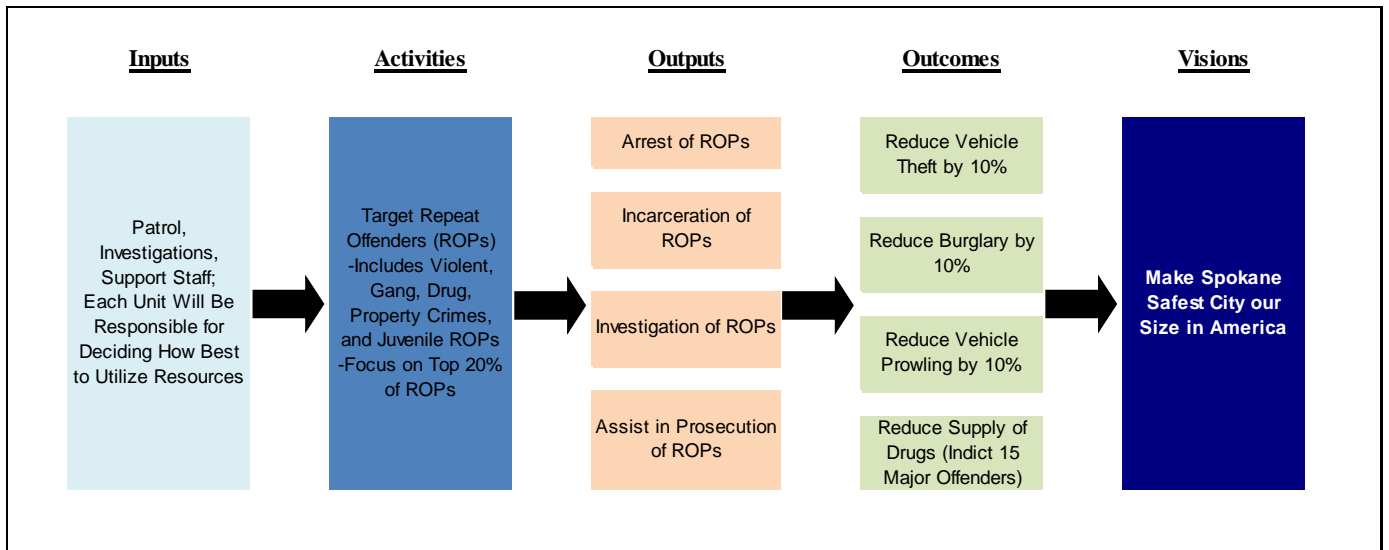 Inputs
Activities
Outputs
Outcomes
Visions
Patrol,
Investigations,
Support Staff;
Each Unit Will Be
Responsible for
Deciding How Best
to Utilize Resources
Target Repeat
Offenders (ROPs)
-Includes Violent,
Gang, Drug,
Property Crimes,
and Juvenile ROPs
-Focus on Top 20%
of ROPs
Arrest of ROPs
Incarceration of
ROPs
Investigation of ROPs
Assist in Prosecution
of ROPs
Reduce Vehicle
Theft by 10%
Reduce Burglary by
10%
Reduce Vehicle
Prowling by 10%
Reduce Supply of
Drugs (Indict 15
Major Offenders)
Make Spokane
Safest City our
Size in America